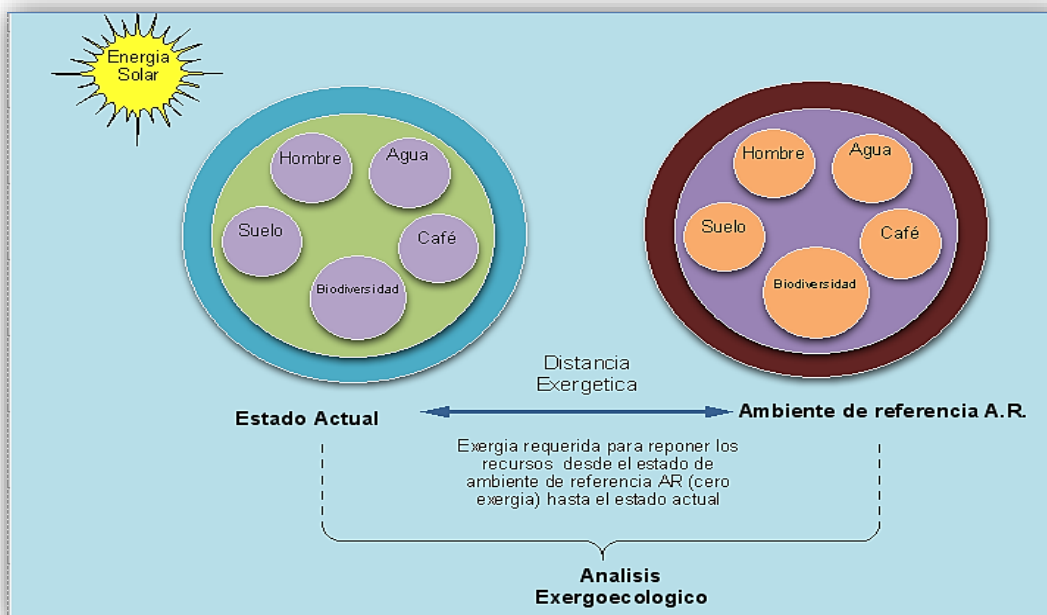 Energia
Solar
Hombre
Agua
Suelo
Café
Biodiversidad
Hombre
Agua
Suelo
Café
Biodiversidad
Distancia
Exergetica
Estado Actual
Ambiente de referencia A.R.
Exergia requerida para reponer los
recursos desde el estado de
ambiente de referencia AR (cero
exergia) hasta el estado actual
Analisis
Exergoecologico